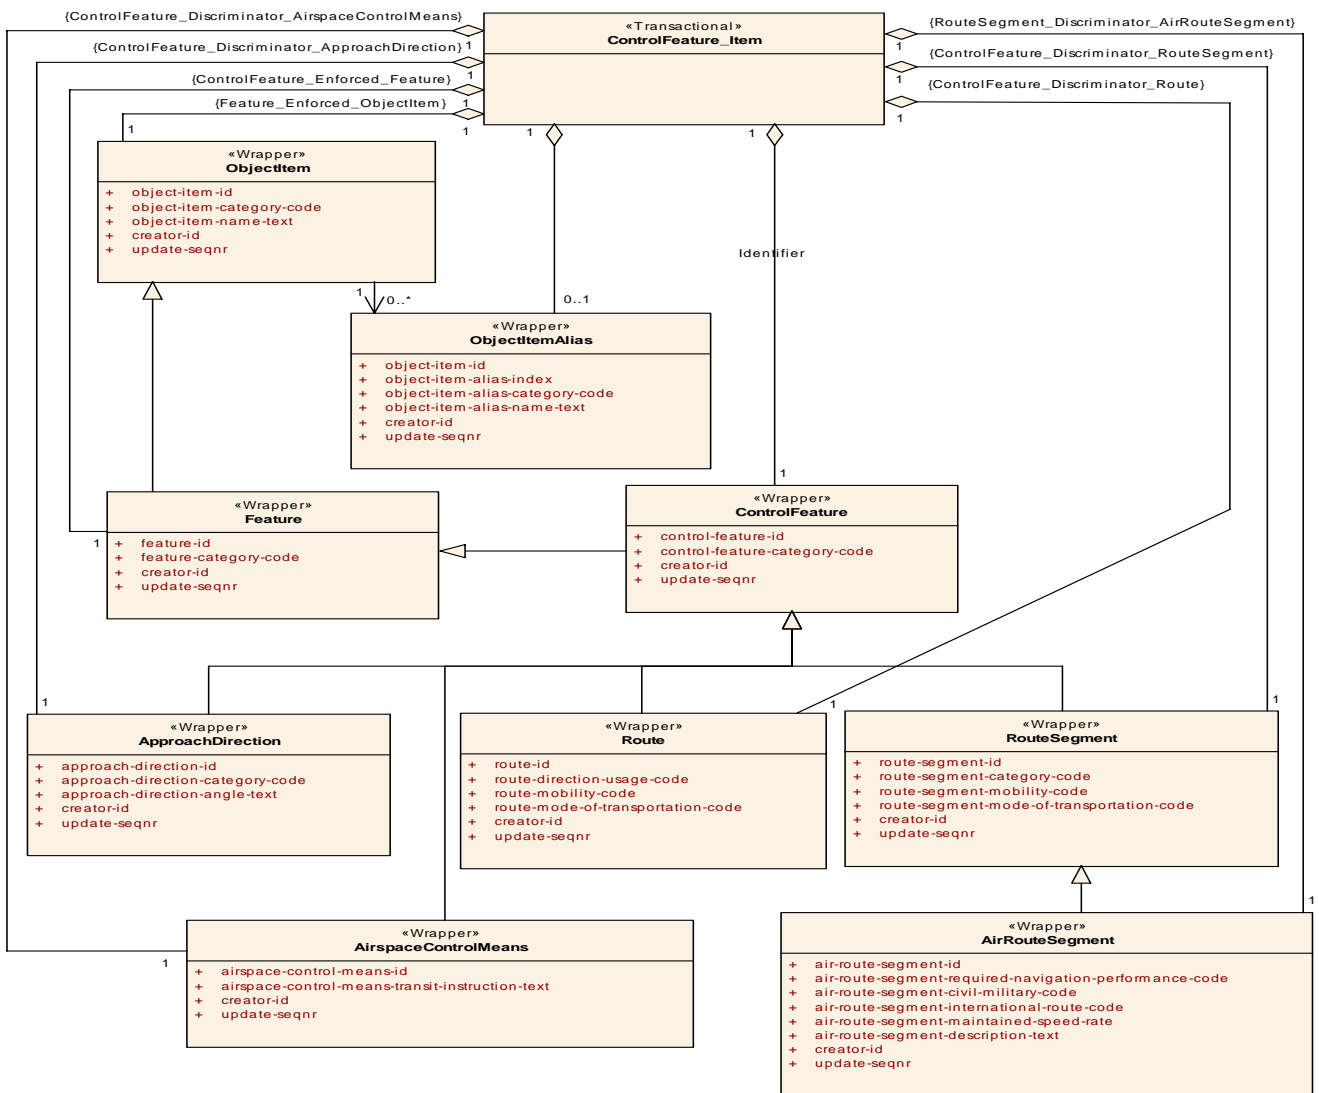 {ControlFeature_Discriminator_AirspaceControlMeans}
1
{ControlFeature_Discriminator_ApproachDirection}
1
{ControlFeature_Enforced_Feature}
1
{Feature_Enforced_ObjectItem}
1
1
«Transactional»
ControlFeature_Item
{RouteSegment_Discriminator_AirRouteSegment}
1
{ControlFeature_Discriminator_RouteSegment}
1
{ControlFeature_Discriminator_Route}
1
1
1
«Wrapper»
ObjectItem
+ object-item-id
+ object-item-category-code
+ object-item-name-text
+ creator-id
+ update-seqnr
Identifier
1
0..*
0..1
«Wrapper»
ObjectItemAlias
+ object-item-id
+ object-item-alias-index
+ object-item-alias-category-code
+ object-item-alias-name-text
+ creator-id
+ update-seqnr
1
«Wrapper»
Feature
+ feature-id
+ feature-category-code
+ creator-id
+ update-seqnr
1
«Wrapper»
ControlFeature
+ control-feature-id
+ control-feature-category-code
+ creator-id
+ update-seqnr
1
1
1
«Wrapper»
ApproachDirection
+ approach-direction-id
+ approach-direction-category-code
+ approach-direction-angle-text
+ creator-id
+ update-seqnr
«Wrapper»
Route
+ route-id
+ route-direction-usage-code
+ route-mobility-code
+ route-mode-of-transportation-code
+ creator-id
+ update-seqnr
«Wrapper»
RouteSegment
+ route-segment-id
+ route-segment-category-code
+ route-segment-mobility-code
+ route-segment-mode-of-transportation-code
+ creator-id
+ update-seqnr
1
1
«Wrapper»
AirspaceControlMeans
+ airspace-control-means-id
+ airspace-control-means-transit-instruction-text
+ creator-id
+ update-seqnr
«Wrapper»
AirRouteSegment
+ air-route-segment-id
+ air-route-segment-required-navigation-performance-code
+ air-route-segment-civil-military-code
+ air-route-segment-international-route-code
+ air-route-segment-maintained-speed-rate
+ air-route-segment-description-text
+ creator-id
+ update-seqnr